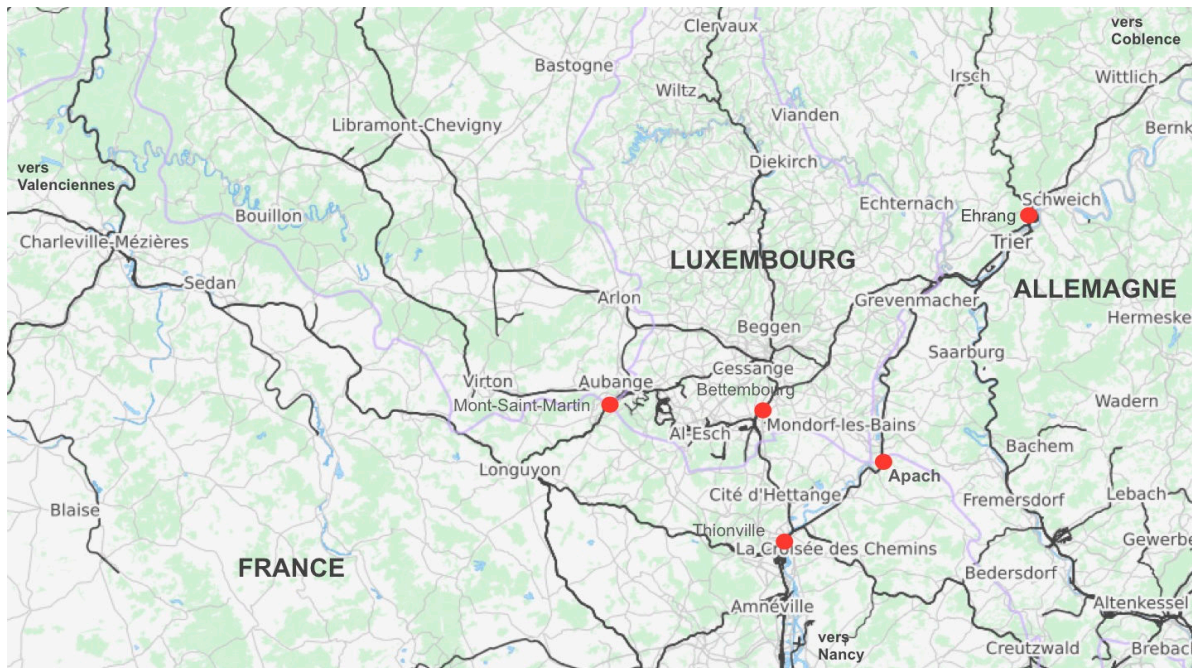 vers
Coblence
Clervaux
Bastogne
Irsch
Wittlich
Wiltz
Vianden
Libramont-Chevigny
Bernk
Diekirch
vers
Valenciennes
Echternach
Schweich
Bouillon
Ehrang
Charleville-Mézières
Trier
LUXEMBOURG
Sedan
ALLEMAGNE
Arlon
Grevenmacher
Hermeske
Beggen
Saarburg
Cessange
Virton
Aubange
Bettembourg
Mont-Saint-Martin
Wadern
Mondorf-les-Bains
Al Esch
Bachem
Longuyon
Apach
Cité d'Hettange
Lebach
Fremersdorf
Blaise
Thionville
Gewerbe
La Croisée des Chemins
FRANCE
Bedersdorf
Amnéville
Altenkessel
vers
Nancy
Creutzwald
Brebac